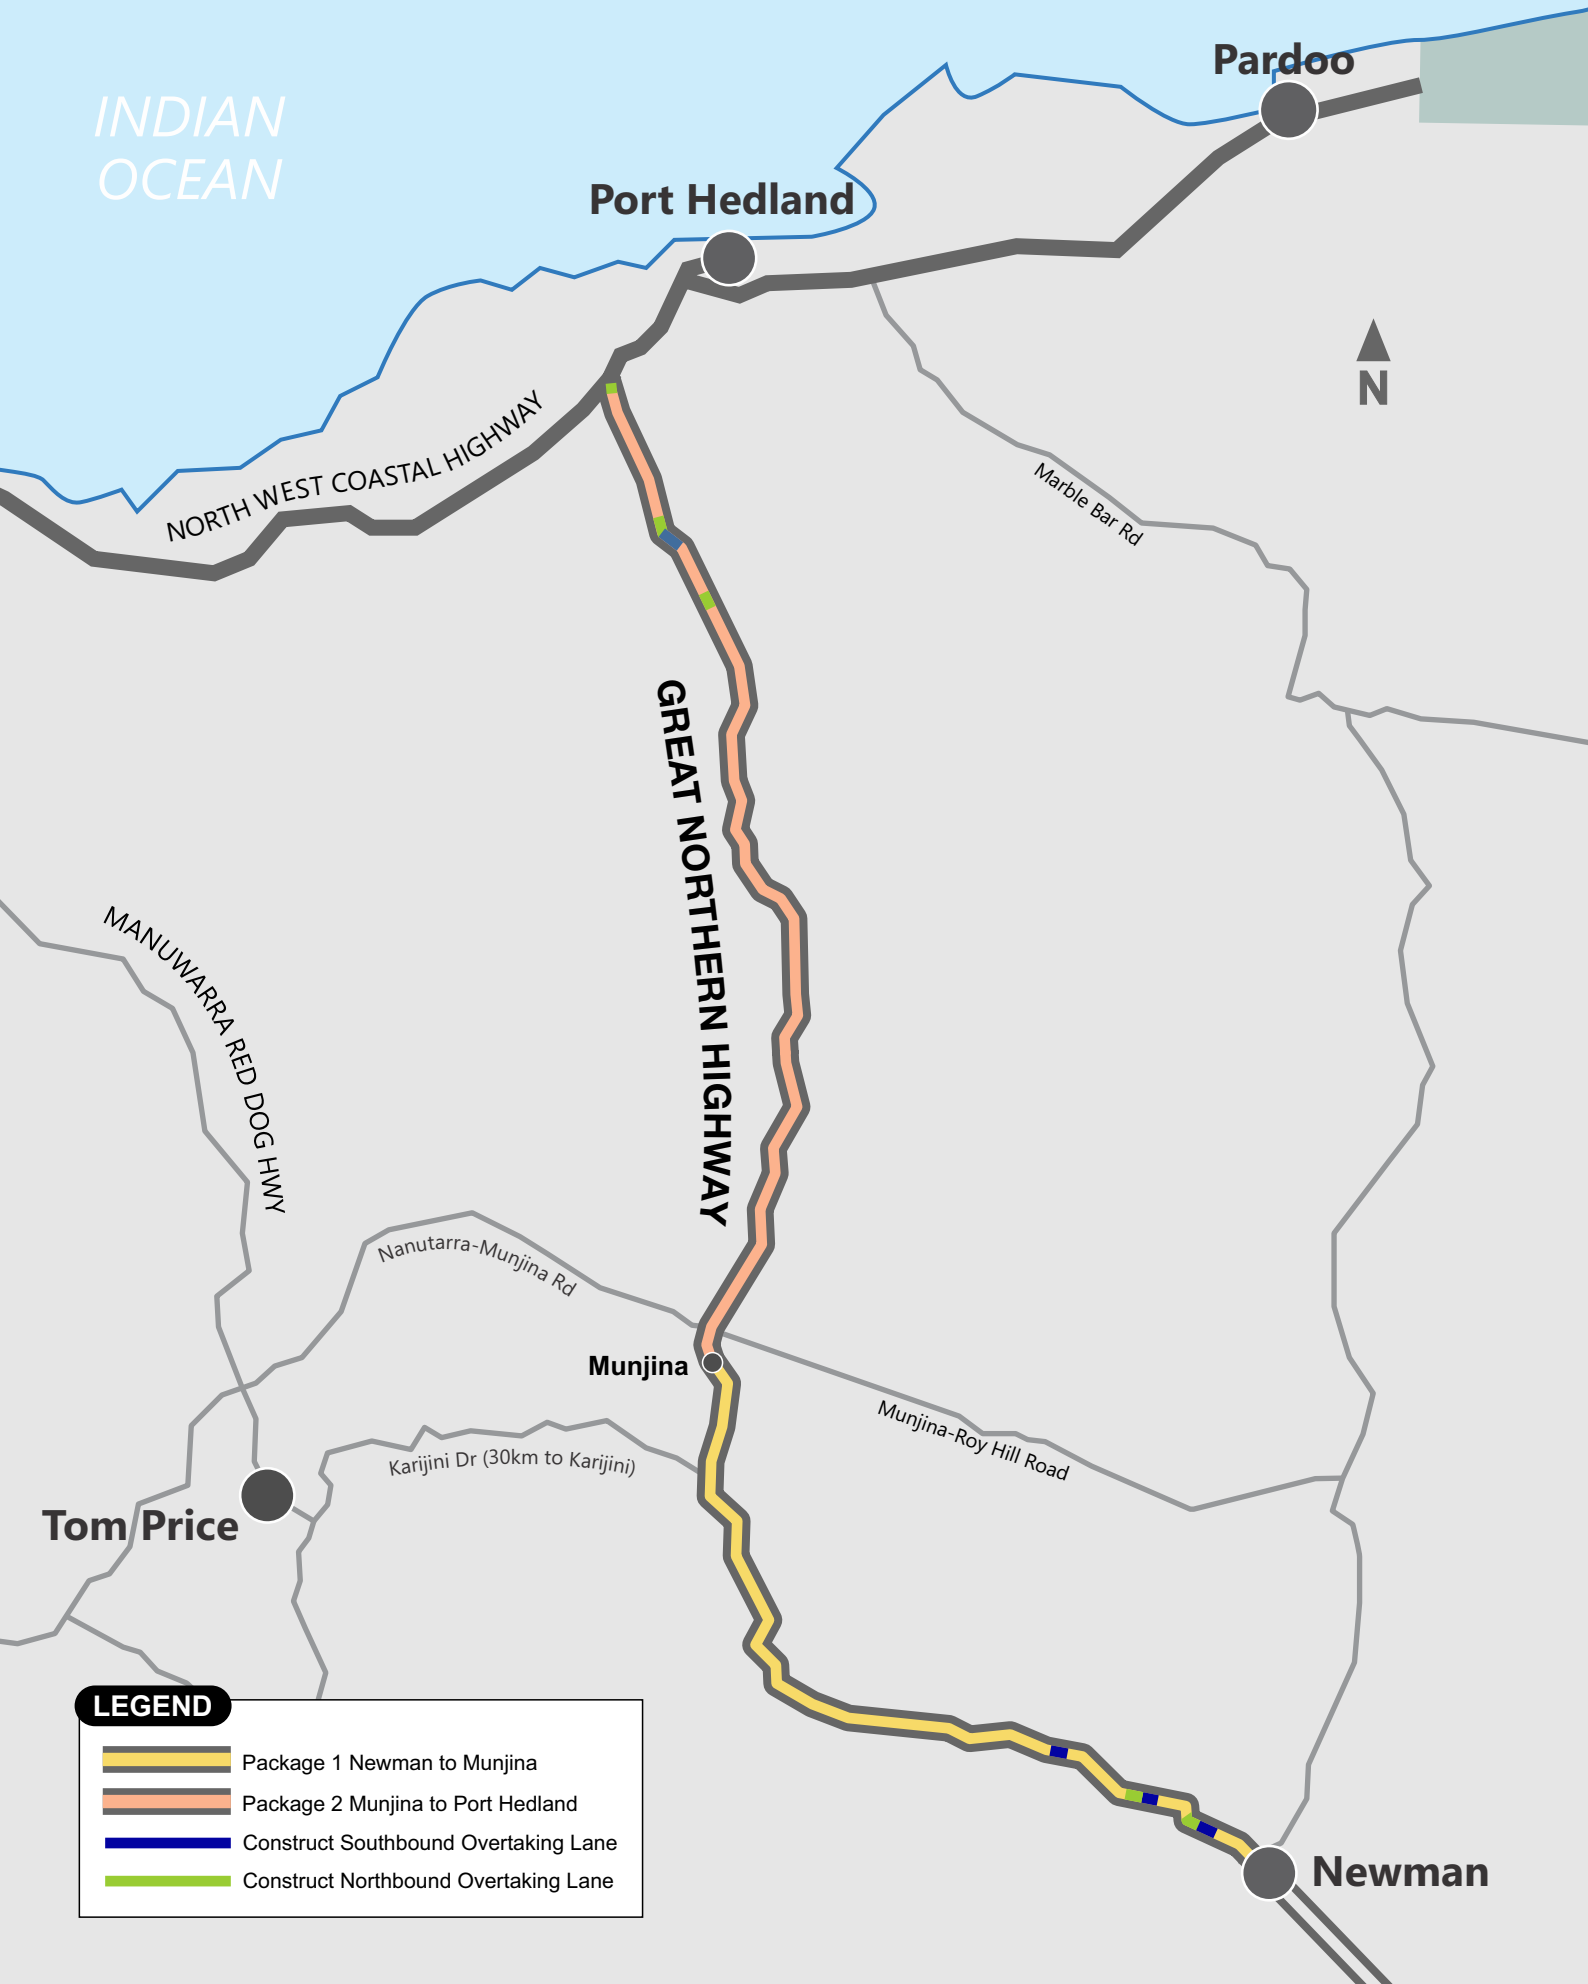 Pardoo
INDIAN
OCEAN
Port Hedland
N
NORTH WEST COASTAL HIGHWAY
Marble Bar Rd
GREAT NORTHERN HIGHWAY
MANUWARRA RED DOG HWY
Nanutarra-Munjina Rd
Munjina
Munjina-Roy Hill Road
Karijini Dr (30km to Karijini)
Tom Price
LEGEND
Package 1 Newman to Munjina
Package 2 Munjina to Port Hedland
Construct Southbound Overtaking Lane
Construct Northbound Overtaking Lane
Newman